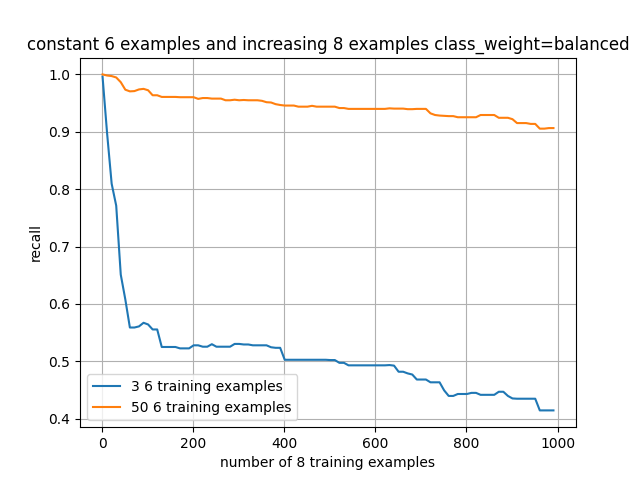 constant 6 examples and increasing 8 examples class_weight=balanced
1.0
0.9
0.8
0.7
0.6
0.5
0.4
recall
3 6 training examples
50 6 training examples
0 200 400 600 800 1000
number of 8 training examples